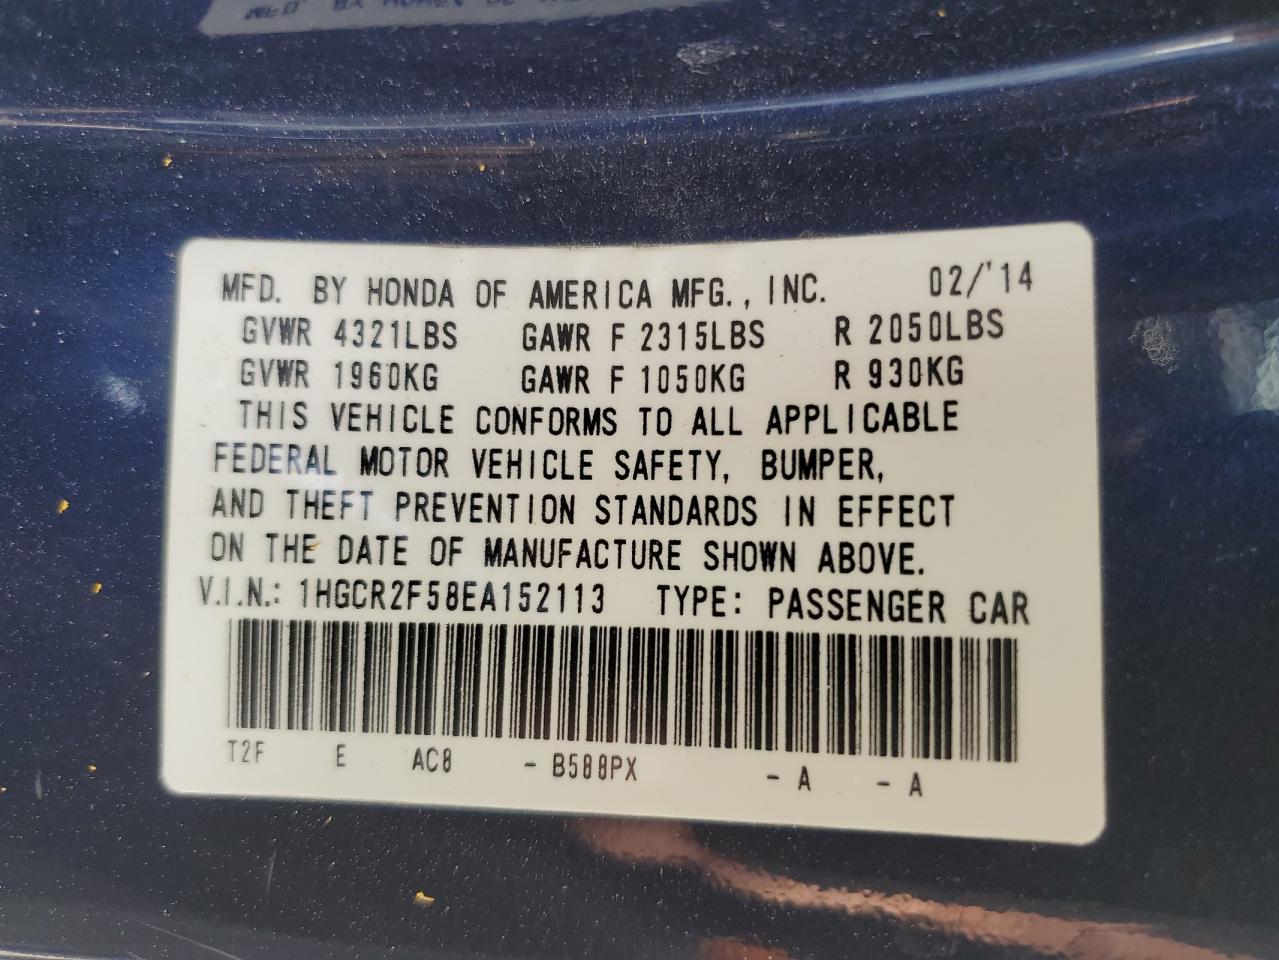 MFD. BY HONDA OF AMERICA MFG., INC. 02/'14
GVWR 4321LBS GAWR F 2315LBS R 2050LBS
GVWR 1960KG GAWR F 1050KG R 930KG
THIS VEHICLE CONFORMS TO ALL APPLICABLE
FEDERAL MOTOR VEHICLE SAFETY, BUMPER,
AND THEFT PREVENTION STANDARDS IN EFFECT
ON THE DATE OF MANUFACTURE SHOWN ABOVE.
V.I.N.: 1HGCR2F58EA152113 TYPE: PASSENGER CAR
T2F E AC8 - B588PX - A - A